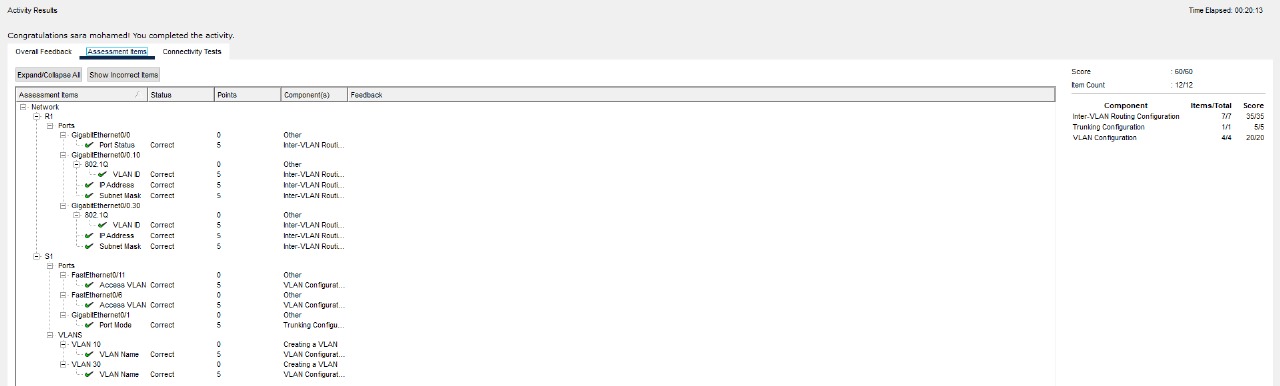 Activity Results
Time Elapsed: 00:20:13
Congratulations sara mohamed! You completed the activity.
Overall Feedback Assessment Items Connectivity Tests
Expand/Collapse All Show Incorrect Items
Assessment Items Status Points Component(s) Feedback
Network
R1
Ports
GigabitEthernet0/0 0 Other
Port Status Correct 5 Inter-VLAN Routi...
GigabitEthernet0/0.10
802.1Q 0 Other
VLAN ID Correct 5 Inter-VLAN Routi...
IP Address Correct 5 Inter-VLAN Routi...
Subnet Mask Correct 5 Inter-VLAN Routi...
GigabitEthernet0/0.30
802.1Q 0 Other
VLAN ID Correct 5 Inter-VLAN Routi...
IP Address Correct 5 Inter-VLAN Routi...
Subnet Mask Correct 5 Inter-VLAN Routi...
S1
Ports
FastEthernet0/11 0 Other
Access VLAN Correct 5 VLAN Configurat...
FastEthernet0/6 0 Other
Access VLAN Correct 5 VLAN Configurat...
GigabitEthernet0/1 0 Other
Port Mode Correct 5 Trunking Configu...
VLANS
VLAN 10 0 Creating a VLAN
VLAN Name Correct 5 VLAN Configurat...
VLAN 30 0 Creating a VLAN
VLAN Name Correct 5 VLAN Configurat...
Score : 60/60
Item Count : 12/12
Component Items/Total Score
Inter-VLAN Routing Configuration 7/7 35/35
Trunking Configuration 1/1 5/5
VLAN Configuration 4/4 20/20